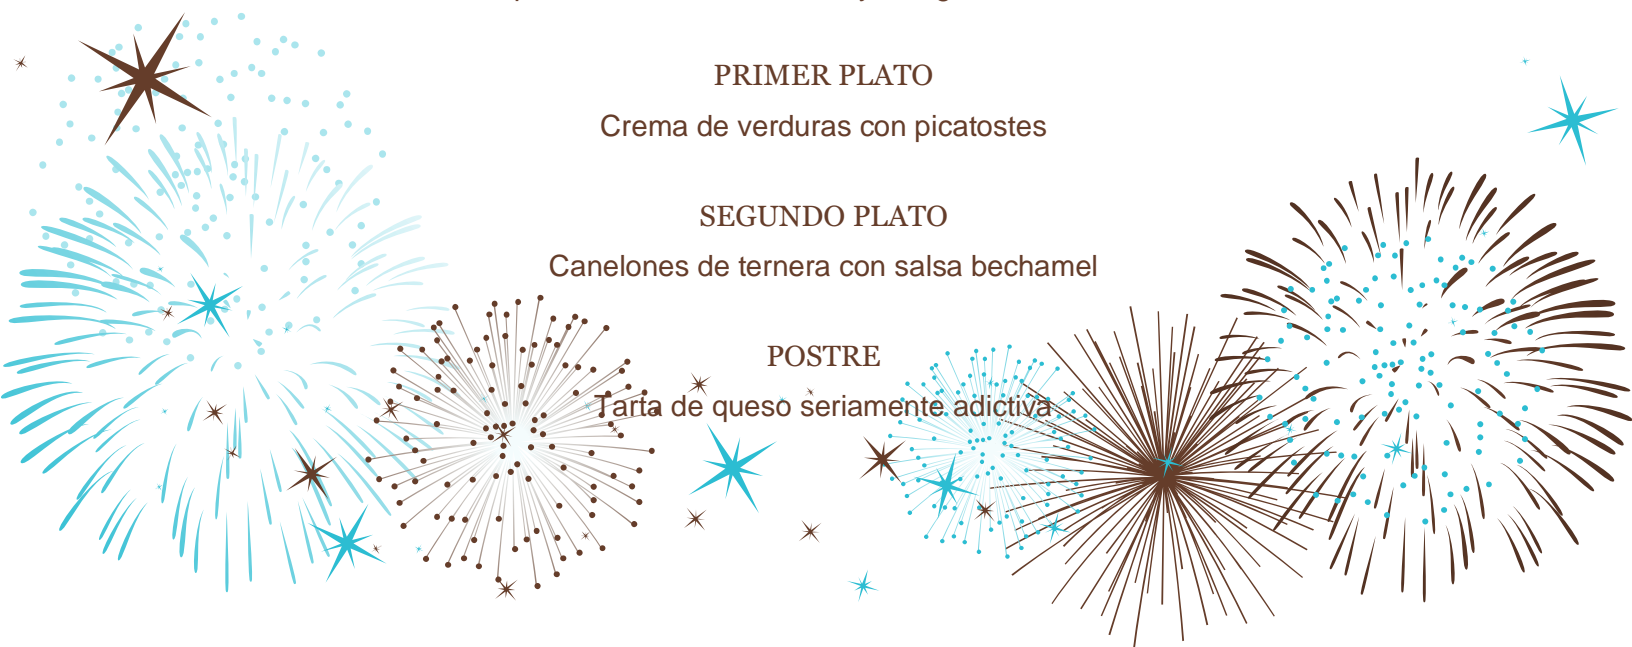 PRIMER PLATO
Crema de verduras con picatostes
SEGUNDO PLATO
Canelones de ternera con salsa bechamel
POSTRE
Tarta de queso seriamente adictiva